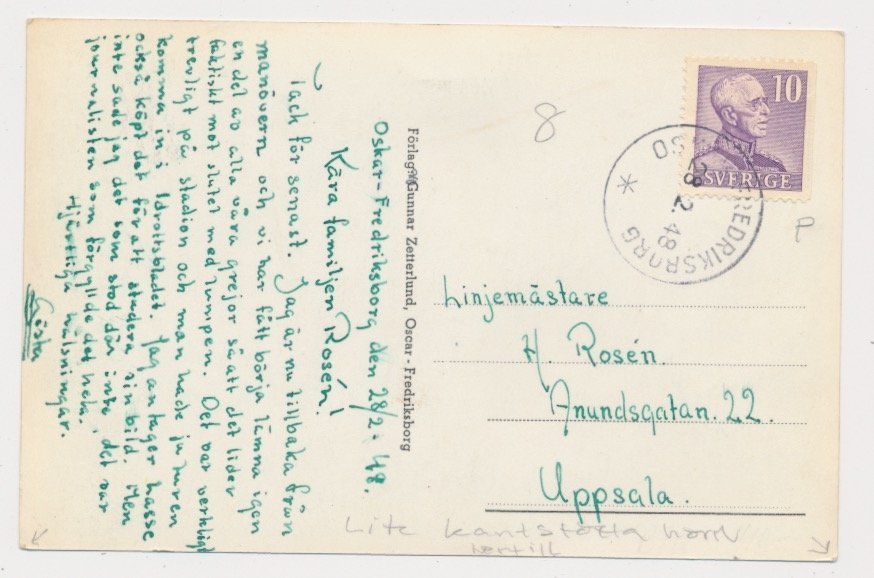 Oskar-Fredriksborg den 28/2 - 48.
Kära familjen Rosén!
Tack för senast. Jag är nu tillbaka från
manövern och vi har fått börja lämna igen
en del av alla våra grejor så att det lider
faktiskt mot slutet med lumpen. Det var verkligt
trevligt på stadion och man hade ju turen
komma in i Idrottsbladet. Jag antager hasse
också köpt det för att studera sin bild. Men
inte sade jag det som stod där inte, det var
journalisten som förgyllde det hela.
Hjärtliga hälsningar.
Gösta
Förlag: Gunnar Zetterlund, Oscar-Fredriksborg
8
10
SVERIGE
FREDRIKSBORG
28.2.48
*
P
Linjemästare
H. Rosén.
Anundsgatan. 22.
Uppsala.
Lite kantstötta hörn